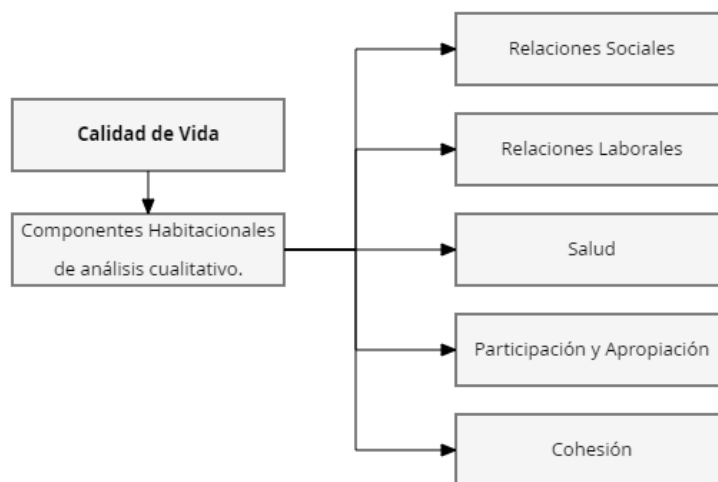 Calidad de Vida
Componentes Habitacionales
de análisis cualitativo.
Relaciones Sociales
Relaciones Laborales
Salud
Participación y Apropiación
Cohesión